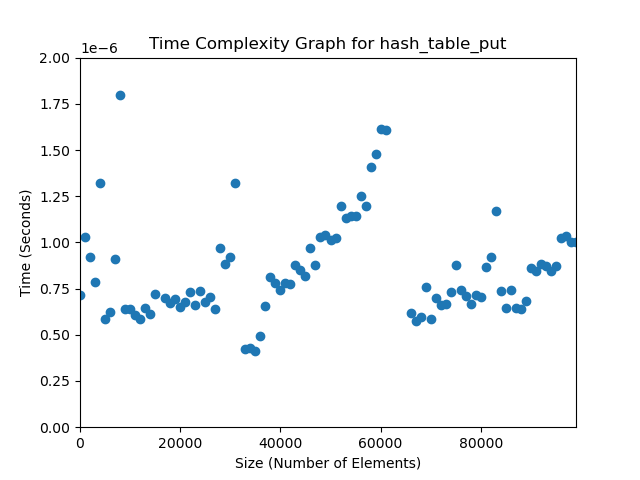 Time Complexity Graph for hash_table_put
1e−6
2.00
1.75
1.50
1.25
1.00
0.75
0.50
0.25
0.00
Time (Seconds)
0 20000 40000 60000 80000
Size (Number of Elements)